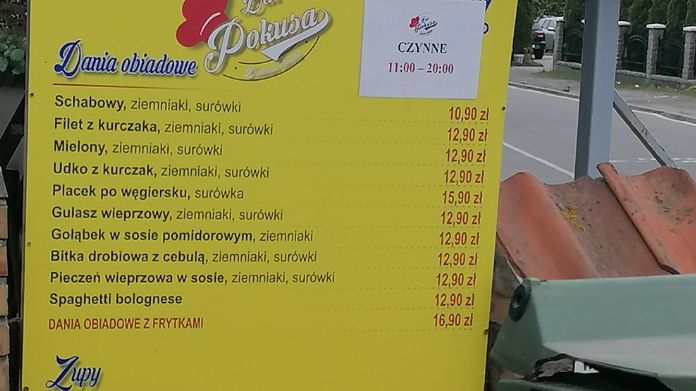 Pokusa
Dania obiadowe
CZYNNE
11:00 – 20:00
Schabowy, ziemniaki, surówki 10,90 zł
Filet z kurczaka, ziemniaki, surówki 12,90 zł
Mielony, ziemniaki, surówki 12,90 zł
Udko z kurczak, ziemniaki, surówki 12,90 zł
Placek po węgiersku, surówka 15,90 zł
Gulasz wieprzowy, ziemniaki, surówki 12,90 zł
Gołąbek w sosie pomidorowym, ziemniaki 12,90 zł
Bitka drobiowa z cebulą, ziemniaki, surówki 12,90 zł
Pieczeń wieprzowa w sosie, ziemniaki, surówki 12,90 zł
Spaghetti bolognese 12,90 zł
DANIA OBIADOWE Z FRYTKAMI 16,90 zł
Zupy